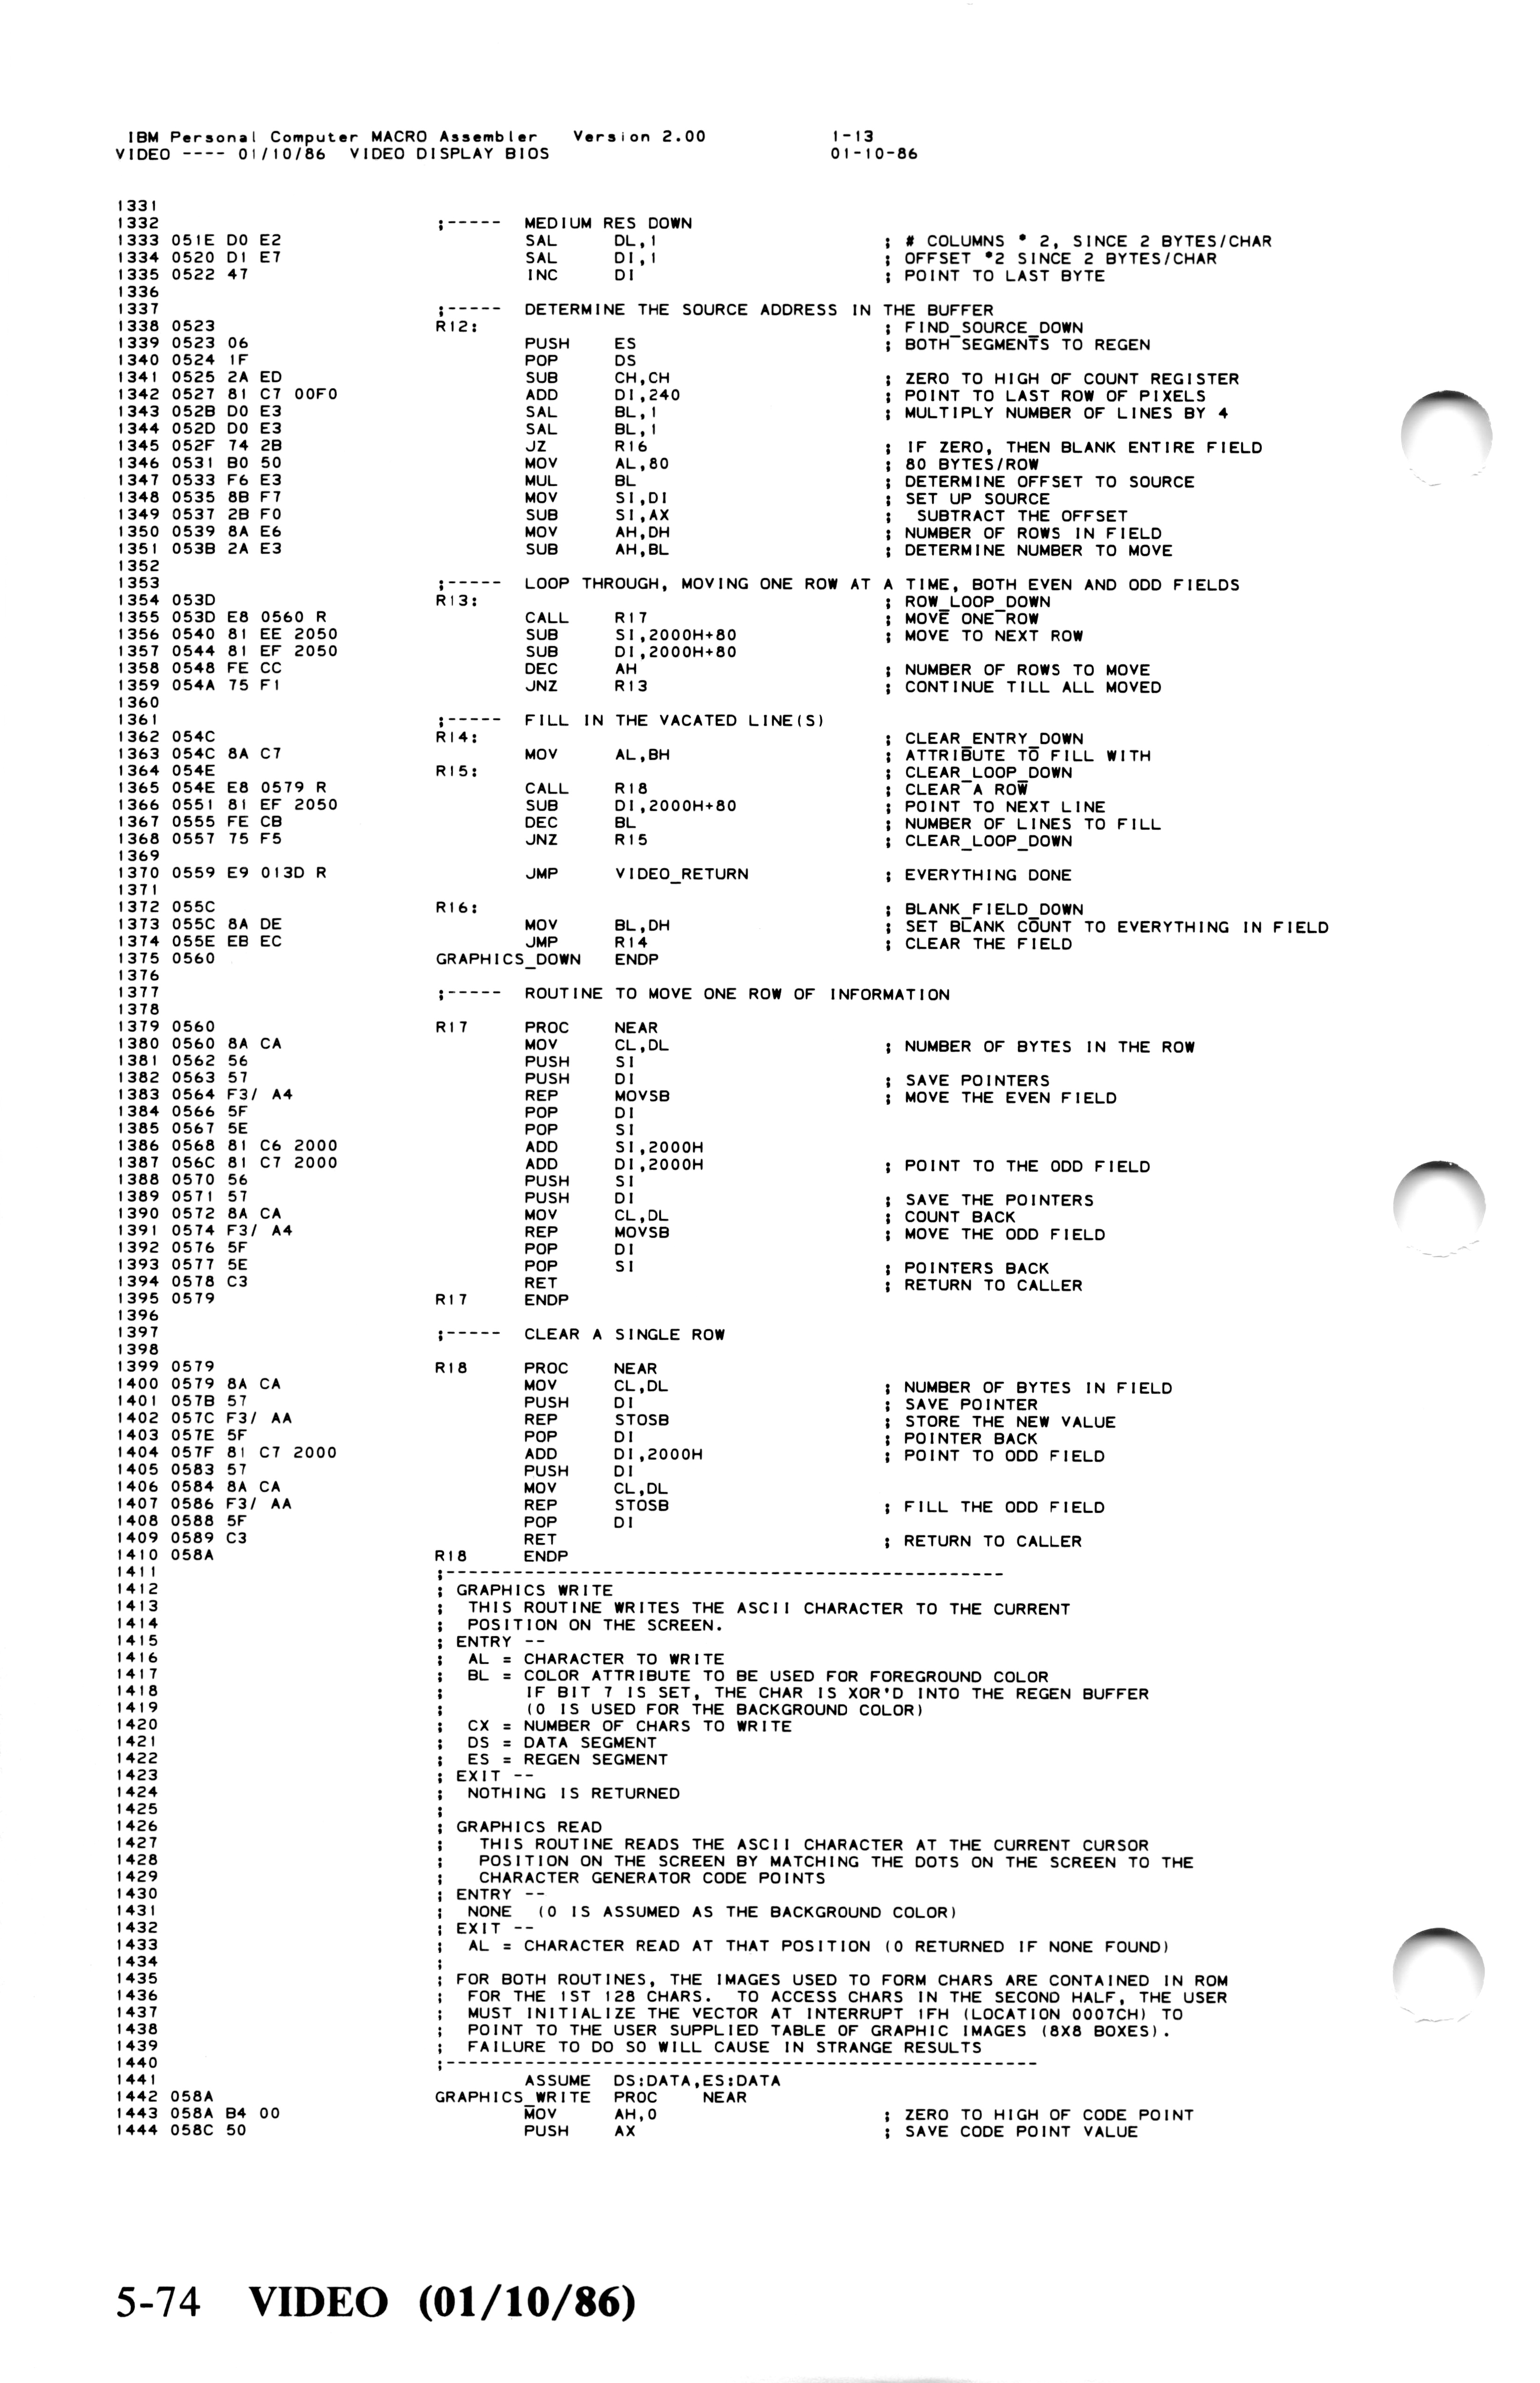 IBM Personal Computer MACRO Assembler   Version 2.00          1-13
VIDEO ---- 01/10/86  VIDEO DISPLAY BIOS                       01-10-86
1331
1332                    ;-----  MEDIUM RES DOWN
1333 051E D0 E2                 SAL     DL,1                    ; # COLUMNS * 2, SINCE 2 BYTES/CHAR
1334 0520 D1 E7                 SAL     DI,1                    ; OFFSET *2 SINCE 2 BYTES/CHAR
1335 0522 47                    INC     DI                      ; POINT TO LAST BYTE
1336
1337                    ;-----  DETERMINE THE SOURCE ADDRESS IN THE BUFFER
1338 0523               R12:                                    ; FIND_SOURCE_DOWN
1339 0523 06                    PUSH    ES                      ; BOTH SEGMENTS TO REGEN
1340 0524 1F                    POP     DS
1341 0525 2A ED                 SUB     CH,CH                   ; ZERO TO HIGH OF COUNT REGISTER
1342 0527 81 C7 00F0            ADD     DI,240                  ; POINT TO LAST ROW OF PIXELS
1343 052B D0 E3                 SAL     BL,1                    ; MULTIPLY NUMBER OF LINES BY 4
1344 052D D0 E3                 SAL     BL,1
1345 052F 74 2B                 JZ      R16                     ; IF ZERO, THEN BLANK ENTIRE FIELD
1346 0531 B0 50                 MOV     AL,80                   ; 80 BYTES/ROW
1347 0533 F6 E3                 MUL     BL                      ; DETERMINE OFFSET TO SOURCE
1348 0535 8B F7                 MOV     SI,DI                   ; SET UP SOURCE
1349 0537 2B F0                 SUB     SI,AX                   ;  SUBTRACT THE OFFSET
1350 0539 8A E6                 MOV     AH,DH                   ; NUMBER OF ROWS IN FIELD
1351 053B 2A E3                 SUB     AH,BL                   ; DETERMINE NUMBER TO MOVE
1352
1353                    ;-----  LOOP THROUGH, MOVING ONE ROW AT A TIME, BOTH EVEN AND ODD FIELDS
1354 053D               R13:                                    ; ROW_LOOP_DOWN
1355 053D E8 0560 R             CALL    R17                     ; MOVE ONE ROW
1356 0540 81 EE 2050            SUB     SI,2000H+80             ; MOVE TO NEXT ROW
1357 0544 81 EF 2050            SUB     DI,2000H+80
1358 0548 FE CC                 DEC     AH                      ; NUMBER OF ROWS TO MOVE
1359 054A 75 F1                 JNZ     R13                     ; CONTINUE TILL ALL MOVED
1360
1361                    ;-----  FILL IN THE VACATED LINE(S)
1362 054C               R14:                                    ; CLEAR_ENTRY_DOWN
1363 054C 8A C7                 MOV     AL,BH                   ; ATTRIBUTE TO FILL WITH
1364 054E               R15:                                    ; CLEAR_LOOP_DOWN
1365 054E E8 0579 R             CALL    R18                     ; CLEAR A ROW
1366 0551 81 EF 2050            SUB     DI,2000H+80             ; POINT TO NEXT LINE
1367 0555 FE CB                 DEC     BL                      ; NUMBER OF LINES TO FILL
1368 0557 75 F5                 JNZ     R15                     ; CLEAR_LOOP_DOWN
1369
1370 0559 E9 013D R             JMP     VIDEO_RETURN            ; EVERYTHING DONE
1371
1372 055C               R16:                                    ; BLANK_FIELD_DOWN
1373 055C 8A DE                 MOV     BL,DH                   ; SET BLANK COUNT TO EVERYTHING IN FIELD
1374 055E EB EC                 JMP     R14                     ; CLEAR THE FIELD
1375 0560               GRAPHICS_DOWN   ENDP
1376
1377                    ;-----  ROUTINE TO MOVE ONE ROW OF INFORMATION
1378
1379 0560               R17     PROC    NEAR
1380 0560 8A CA                 MOV     CL,DL                   ; NUMBER OF BYTES IN THE ROW
1381 0562 56                    PUSH    SI
1382 0563 57                    PUSH    DI                      ; SAVE POINTERS
1383 0564 F3/ A4                REP     MOVSB                   ; MOVE THE EVEN FIELD
1384 0566 5F                    POP     DI
1385 0567 5E                    POP     SI
1386 0568 81 C6 2000            ADD     SI,2000H
1387 056C 81 C7 2000            ADD     DI,2000H                ; POINT TO THE ODD FIELD
1388 0570 56                    PUSH    SI
1389 0571 57                    PUSH    DI                      ; SAVE THE POINTERS
1390 0572 8A CA                 MOV     CL,DL                   ; COUNT BACK
1391 0574 F3/ A4                REP     MOVSB                   ; MOVE THE ODD FIELD
1392 0576 5F                    POP     DI
1393 0577 5E                    POP     SI                      ; POINTERS BACK
1394 0578 C3                    RET                             ; RETURN TO CALLER
1395 0579               R17     ENDP
1396
1397                    ;-----  CLEAR A SINGLE ROW
1398
1399 0579               R18     PROC    NEAR
1400 0579 8A CA                 MOV     CL,DL                   ; NUMBER OF BYTES IN FIELD
1401 057B 57                    PUSH    DI                      ; SAVE POINTER
1402 057C F3/ AA                REP     STOSB                   ; STORE THE NEW VALUE
1403 057E 5F                    POP     DI                      ; POINTER BACK
1404 057F 81 C7 2000            ADD     DI,2000H                ; POINT TO ODD FIELD
1405 0583 57                    PUSH    DI
1406 0584 8A CA                 MOV     CL,DL
1407 0586 F3/ AA                REP     STOSB                   ; FILL THE ODD FIELD
1408 0588 5F                    POP     DI
1409 0589 C3                    RET                             ; RETURN TO CALLER
1410 058A               R18     ENDP
1411                    ;--------------------------------------------------
1412                    ; GRAPHICS WRITE
1413                    ;  THIS ROUTINE WRITES THE ASCII CHARACTER TO THE CURRENT
1414                    ;  POSITION ON THE SCREEN.
1415                    ; ENTRY --
1416                    ;  AL = CHARACTER TO WRITE
1417                    ;  BL = COLOR ATTRIBUTE TO BE USED FOR FOREGROUND COLOR
1418                    ;       IF BIT 7 IS SET, THE CHAR IS XOR'D INTO THE REGEN BUFFER
1419                    ;       (0 IS USED FOR THE BACKGROUND COLOR)
1420                    ;  CX = NUMBER OF CHARS TO WRITE
1421                    ;  DS = DATA SEGMENT
1422                    ;  ES = REGEN SEGMENT
1423                    ; EXIT --
1424                    ;  NOTHING IS RETURNED
1425                    ;
1426                    ; GRAPHICS READ
1427                    ;   THIS ROUTINE READS THE ASCII CHARACTER AT THE CURRENT CURSOR
1428                    ;   POSITION ON THE SCREEN BY MATCHING THE DOTS ON THE SCREEN TO THE
1429                    ;   CHARACTER GENERATOR CODE POINTS
1430                    ; ENTRY --
1431                    ;  NONE  (0 IS ASSUMED AS THE BACKGROUND COLOR)
1432                    ; EXIT --
1433                    ;  AL = CHARACTER READ AT THAT POSITION (0 RETURNED IF NONE FOUND)
1434                    ;
1435                    ; FOR BOTH ROUTINES, THE IMAGES USED TO FORM CHARS ARE CONTAINED IN ROM
1436                    ;  FOR THE 1ST 128 CHARS.  TO ACCESS CHARS IN THE SECOND HALF, THE USER
1437                    ;  MUST INITIALIZE THE VECTOR AT INTERRUPT 1FH (LOCATION 0007CH) TO
1438                    ;  POINT TO THE USER SUPPLIED TABLE OF GRAPHIC IMAGES (8X8 BOXES).
1439                    ;  FAILURE TO DO SO WILL CAUSE IN STRANGE RESULTS
1440                    ;-----------------------------------------------------
1441                            ASSUME  DS:DATA,ES:DATA
1442 058A               GRAPHICS_WRITE  PROC    NEAR
1443 058A B4 00                 MOV     AH,0                    ; ZERO TO HIGH OF CODE POINT
1444 058C 50                    PUSH    AX                      ; SAVE CODE POINT VALUE
5-74   VIDEO  (01/10/86)